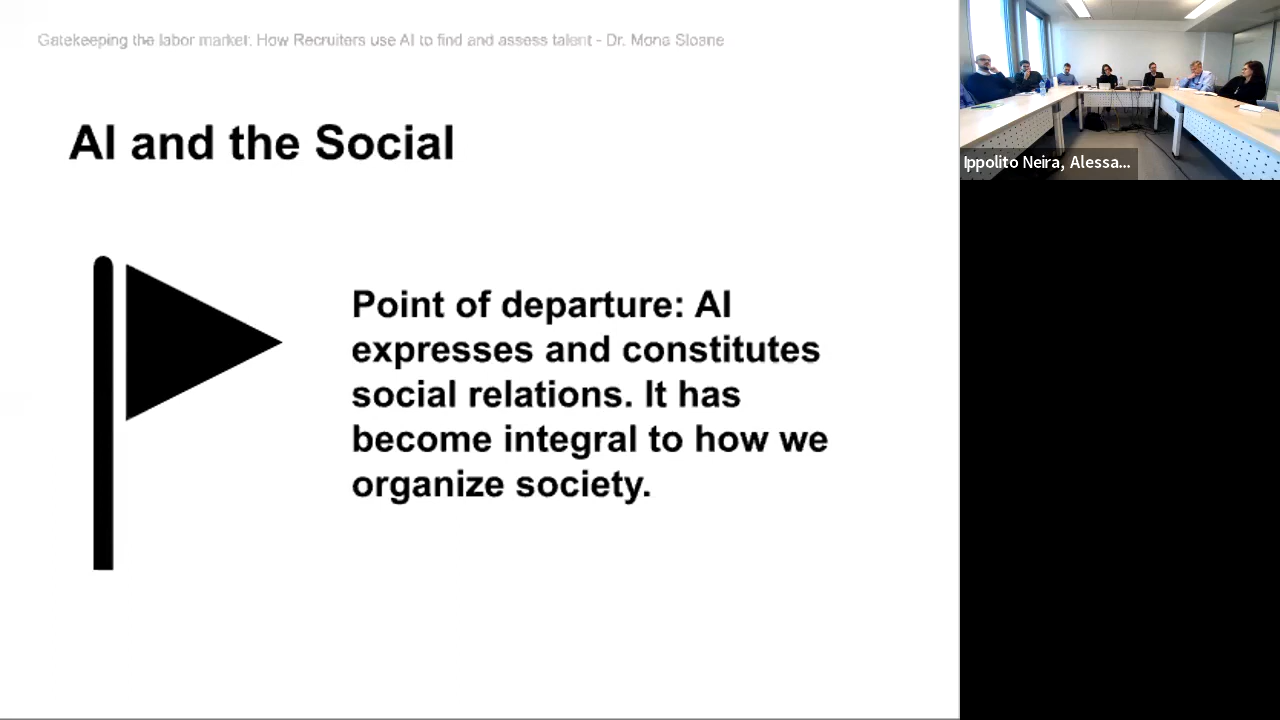 Gatekeeping the labor market: How Recruiters use AI to find and assess talent - Dr. Mona Sloane
AI and the Social
Point of departure: AI
expresses and constitutes
social relations. It has
become integral to how we
organize society.
Ippolito Neira, Alessa...